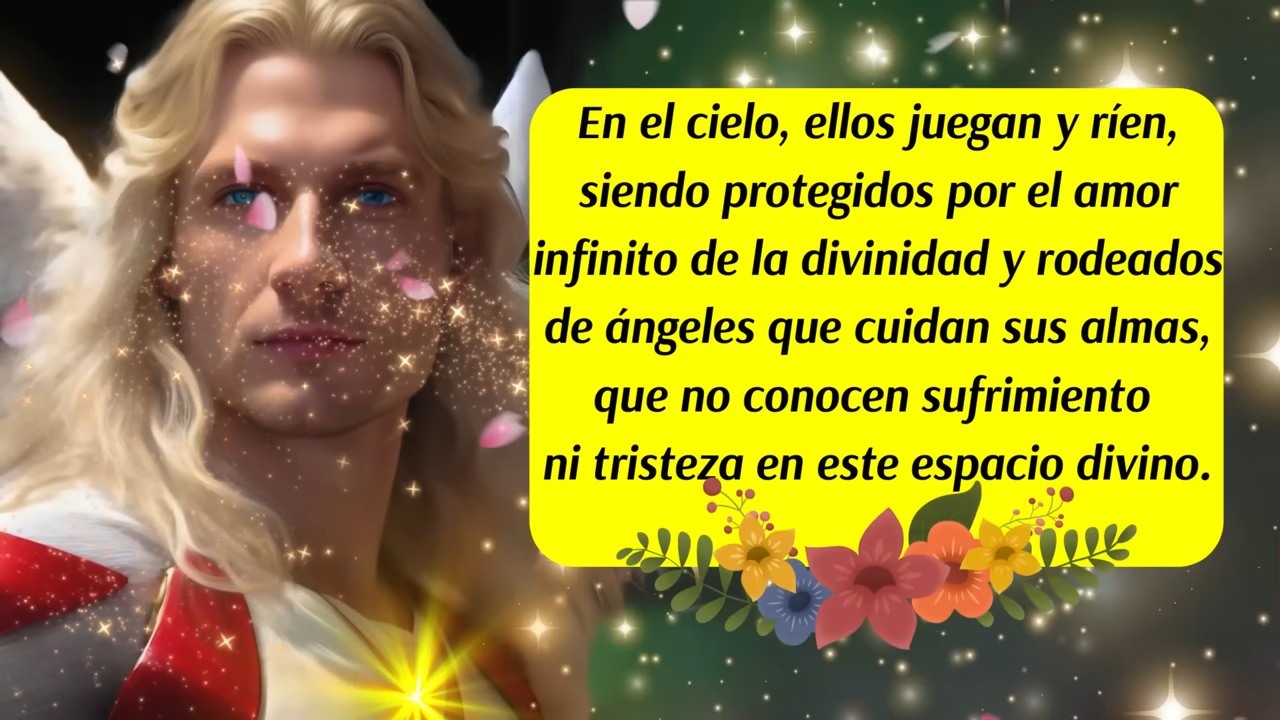 En el cielo, ellos juegan y ríen,
siendo protegidos por el amor
infinito de la divinidad y rodeados
de ángeles que cuidan sus almas,
que no conocen sufrimiento
ni tristeza en este espacio divino.